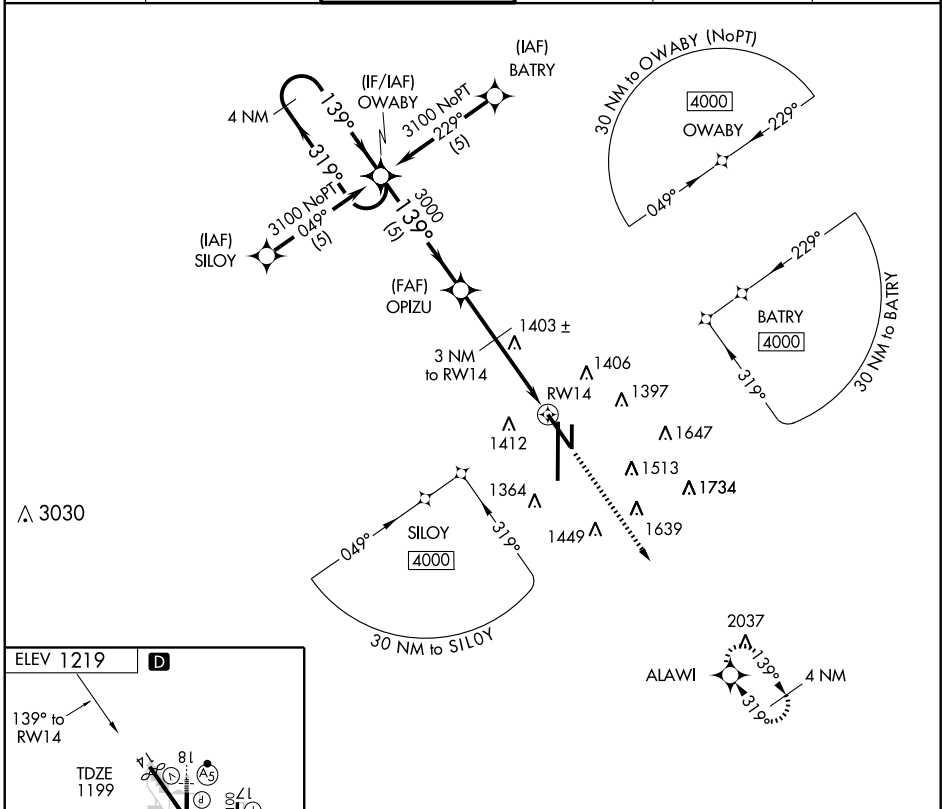 (IAF)
BATRY
(IF/IAF)
OWABY
4 NM
139°
319°
3100 NoPT
229°
(5)
3100 NoPT
049°
(5)
(IAF)
SILOY
3000
139°
(5)
(FAF)
OPIZU
1403 ±
3 NM
to RW14
1406
RW14
1397
1412
1647
1513
1734
1364
1639
1449
30 NM to OWABY (NoPT)
4000
OWABY
229°
049°
229°
BATRY
4000
319°
30 NM to BATRY
3030
049°
SILOY
4000
319°
30 NM to SILOY
2037
ALAWI
139°
4 NM
319°
ELEV 1219
D
139° to
RW14
TDZE
1199
14
18
A5
V
P
17